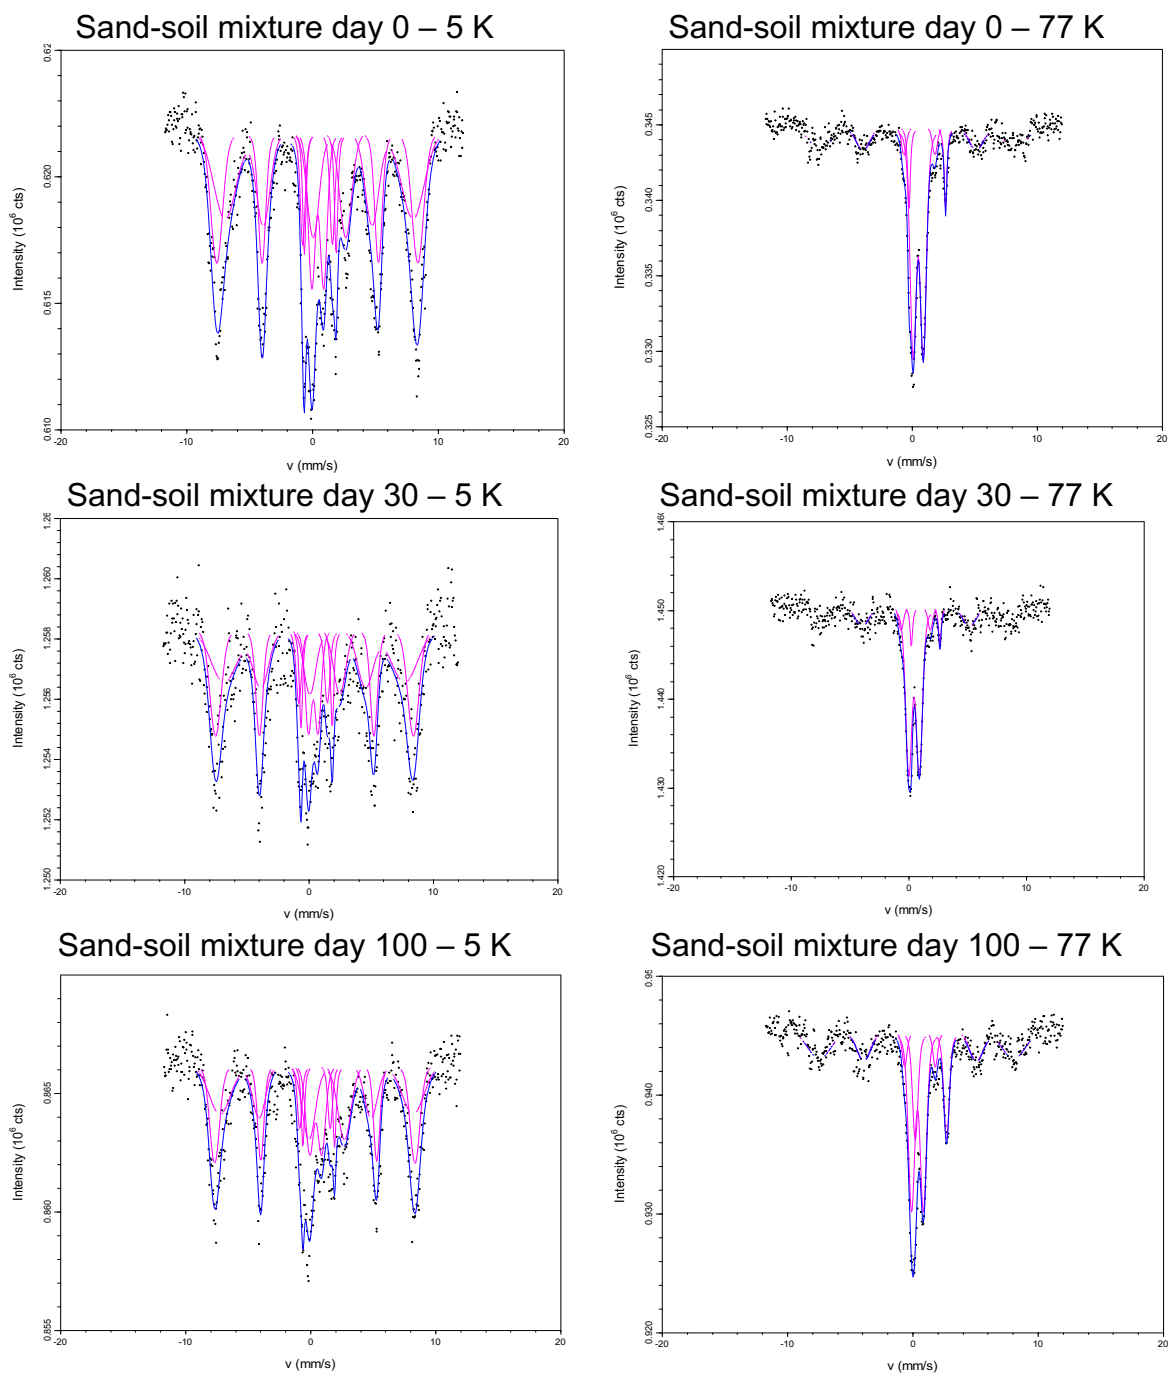 Sand-soil mixture day 0 – 5 K
0.62
0.620
0.615
0.610
Intensity (10⁶ cts)
-20 -10 0 10 20
v (mm/s)
Sand-soil mixture day 0 – 77 K
0.345
0.340
0.335
0.330
0.325
Intensity (10⁶ cts)
-20 -10 0 10 20
v (mm/s)
Sand-soil mixture day 30 – 5 K
1.26
1.260
1.258
1.256
1.254
1.252
1.250
Intensity (10⁶ cts)
-20 -10 0 10 20
v (mm/s)
Sand-soil mixture day 30 – 77 K
1.460
1.450
1.440
1.430
1.420
Intensity (10⁶ cts)
-20 -10 0 10 20
v (mm/s)
Sand-soil mixture day 100 – 5 K
0.865
0.860
0.855
Intensity (10⁶ cts)
-20 -10 0 10 20
v (mm/s)
Sand-soil mixture day 100 – 77 K
0.95
0.940
0.930
0.920
Intensity (10⁶ cts)
-20 -10 0 10 20
v (mm/s)